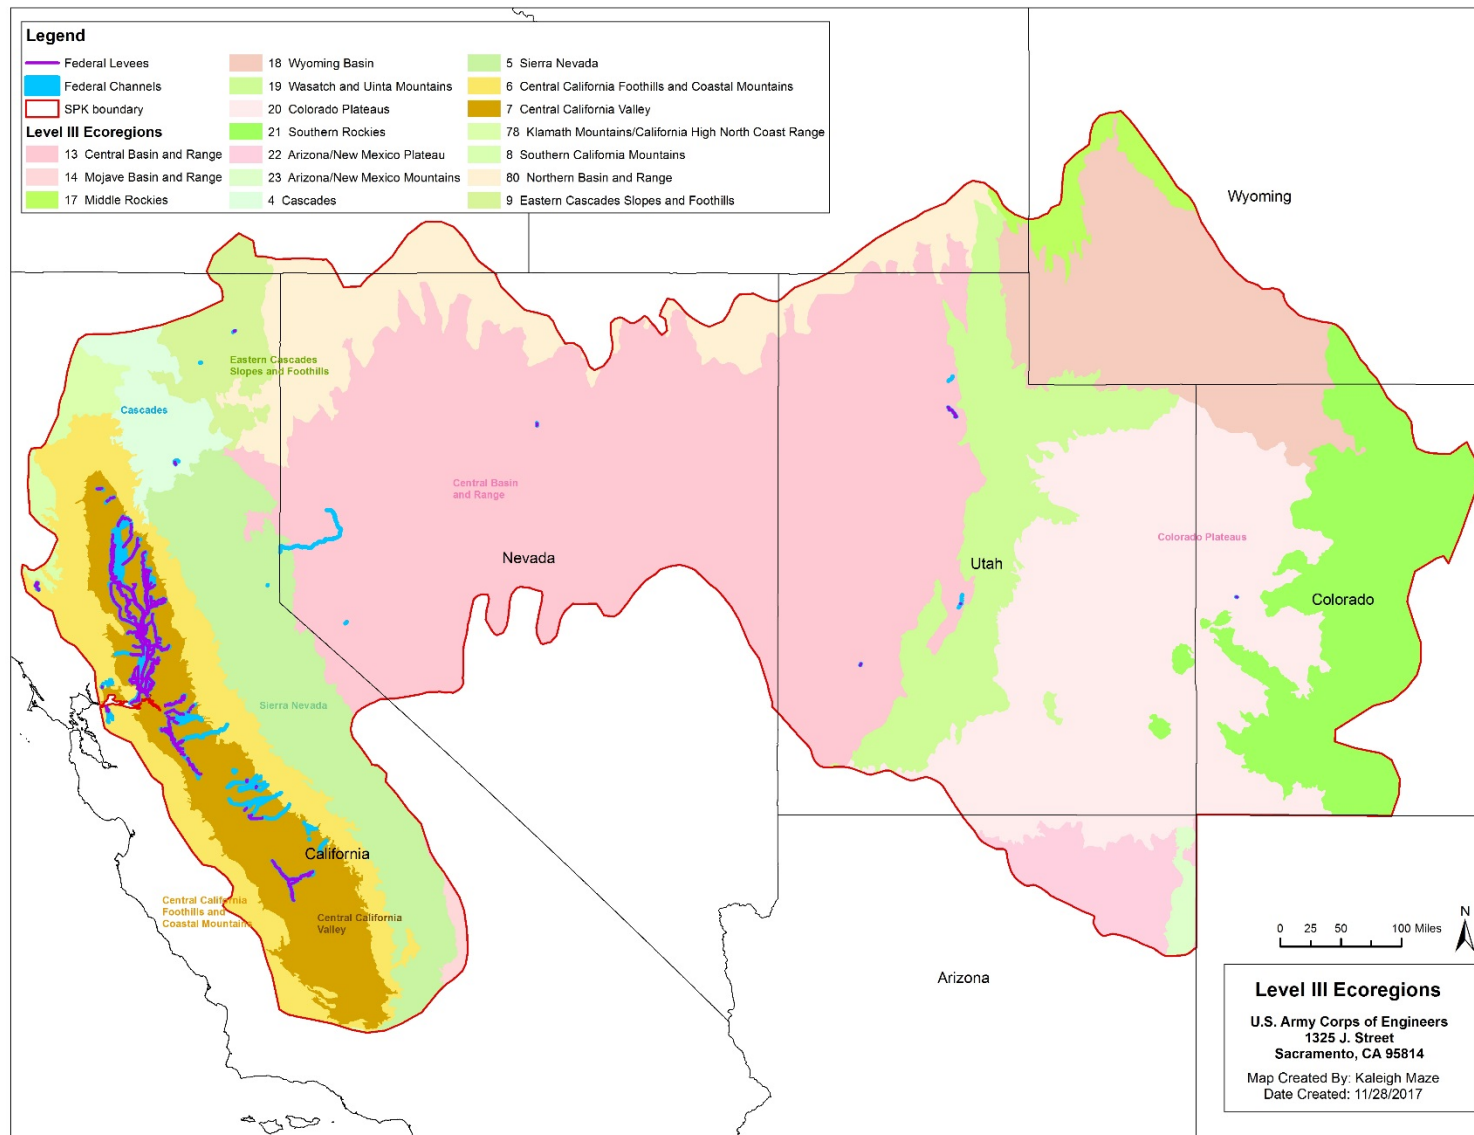 Legend
Federal Levees
Federal Channels
SPK boundary
Level III Ecoregions
13 Central Basin and Range
14 Mojave Basin and Range
17 Middle Rockies
18 Wyoming Basin
19 Wasatch and Uinta Mountains
20 Colorado Plateaus
21 Southern Rockies
22 Arizona/New Mexico Plateau
23 Arizona/New Mexico Mountains
4 Cascades
5 Sierra Nevada
6 Central California Foothills and Coastal Mountains
7 Central California Valley
78 Klamath Mountains/California High North Coast Range
8 Southern California Mountains
80 Northern Basin and Range
9 Eastern Cascades Slopes and Foothills
Wyoming
Eastern Cascades
Slopes and Foothills
Cascades
Central Basin
and Range
Nevada
Utah
Colorado Plateaus
Colorado
Sierra Nevada
California
Central California
Foothills and
Coastal Mountains
Central California
Valley
Arizona
N
0 25 50 100 Miles
Level III Ecoregions
U.S. Army Corps of Engineers
1325 J. Street
Sacramento, CA 95814
Map Created By: Kaleigh Maze
Date Created: 11/28/2017